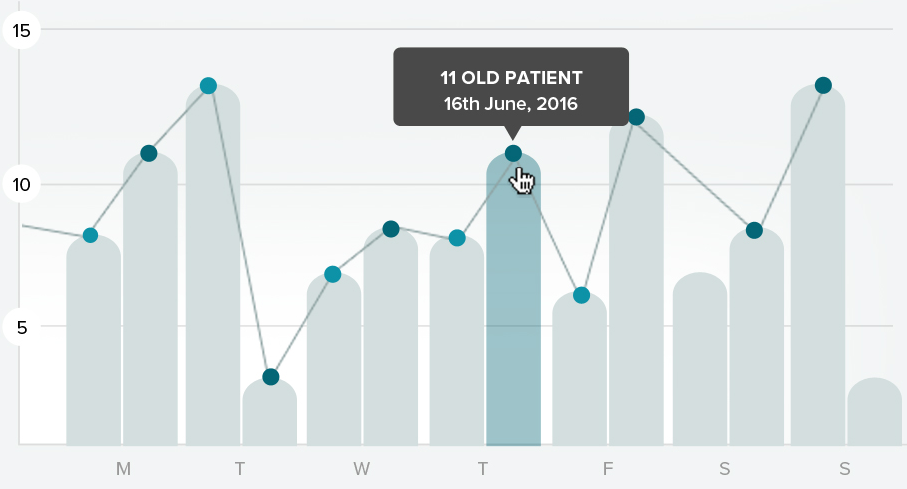 15
11 OLD PATIENT
16th June, 2016
10
5
M T W T F S S